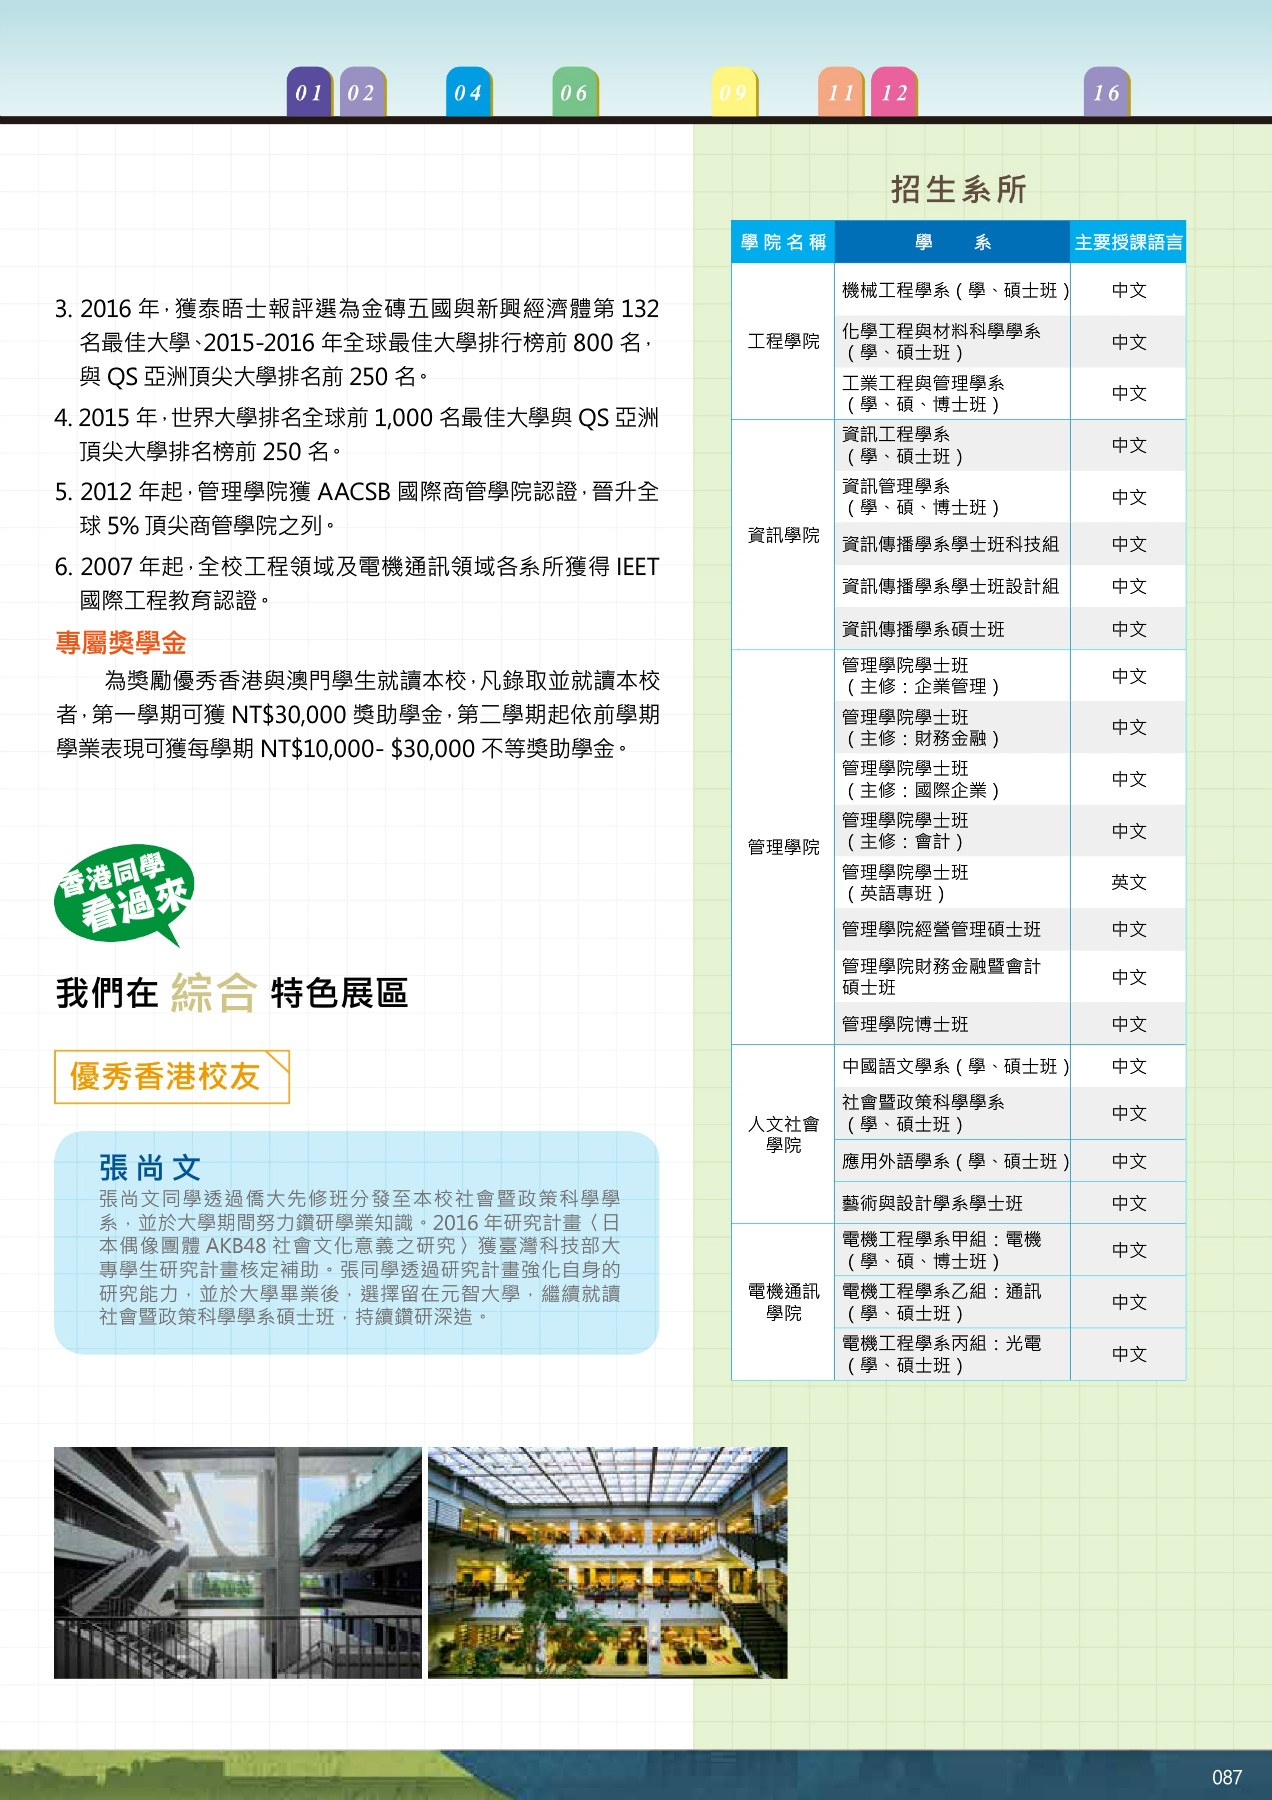 01 02 04 06 09 11 12 16
3. 2016 年，獲泰晤士報評選為金磚五國與新興經濟體第 132
名最佳大學、2015-2016 年全球最佳大學排行榜前 800 名，
與 QS 亞洲頂尖大學排名前 250 名。
4. 2015 年，世界大學排名全球前 1,000 名最佳大學與 QS 亞洲
頂尖大學排名榜前 250 名。
5. 2012 年起，管理學院獲 AACSB 國際商管學院認證，晉升全
球 5% 頂尖商管學院之列。
6. 2007 年起，全校工程領域及電機通訊領域各系所獲得 IEET
國際工程教育認證。
專屬獎學金
為獎勵優秀香港與澳門學生就讀本校，凡錄取並就讀本校
者，第一學期可獲 NT$30,000 獎助學金，第二學期起依前學期
學業表現可獲每學期 NT$10,000- $30,000 不等獎助學金。
香港同學
看過來
我們在 綜合 特色展區
優秀香港校友
張尚文
張尚文同學透過僑大先修班分發至本校社會暨政策科學學
系，並於大學期間努力鑽研學業知識。2016 年研究計畫〈日
本偶像團體 AKB48 社會文化意義之研究〉獲臺灣科技部大
專學生研究計畫核定補助。張同學透過研究計畫強化自身的
研究能力，並於大學畢業後，選擇留在元智大學，繼續就讀
社會暨政策科學學系碩士班，持續鑽研深造。
招生系所
學院名稱 學 系 主要授課語言
工程學院
機械工程學系（學、碩士班） 中文
化學工程與材料科學學系
（學、碩士班） 中文
工業工程與管理學系
（學、碩、博士班） 中文
資訊學院
資訊工程學系
（學、碩士班） 中文
資訊管理學系
（學、碩、博士班） 中文
資訊傳播學系學士班科技組 中文
資訊傳播學系學士班設計組 中文
資訊傳播學系碩士班 中文
管理學院
管理學院學士班
（主修：企業管理） 中文
管理學院學士班
（主修：財務金融） 中文
管理學院學士班
（主修：國際企業） 中文
管理學院學士班
（主修：會計） 中文
管理學院學士班
（英語專班） 英文
管理學院經營管理碩士班 中文
管理學院財務金融暨會計
碩士班 中文
管理學院博士班 中文
人文社會
學院
中國語文學系（學、碩士班） 中文
社會暨政策科學學系
（學、碩士班） 中文
應用外語學系（學、碩士班） 中文
藝術與設計學系學士班 中文
電機通訊
學院
電機工程學系甲組：電機
（學、碩、博士班） 中文
電機工程學系乙組：通訊
（學、碩士班） 中文
電機工程學系丙組：光電
（學、碩士班） 中文
087